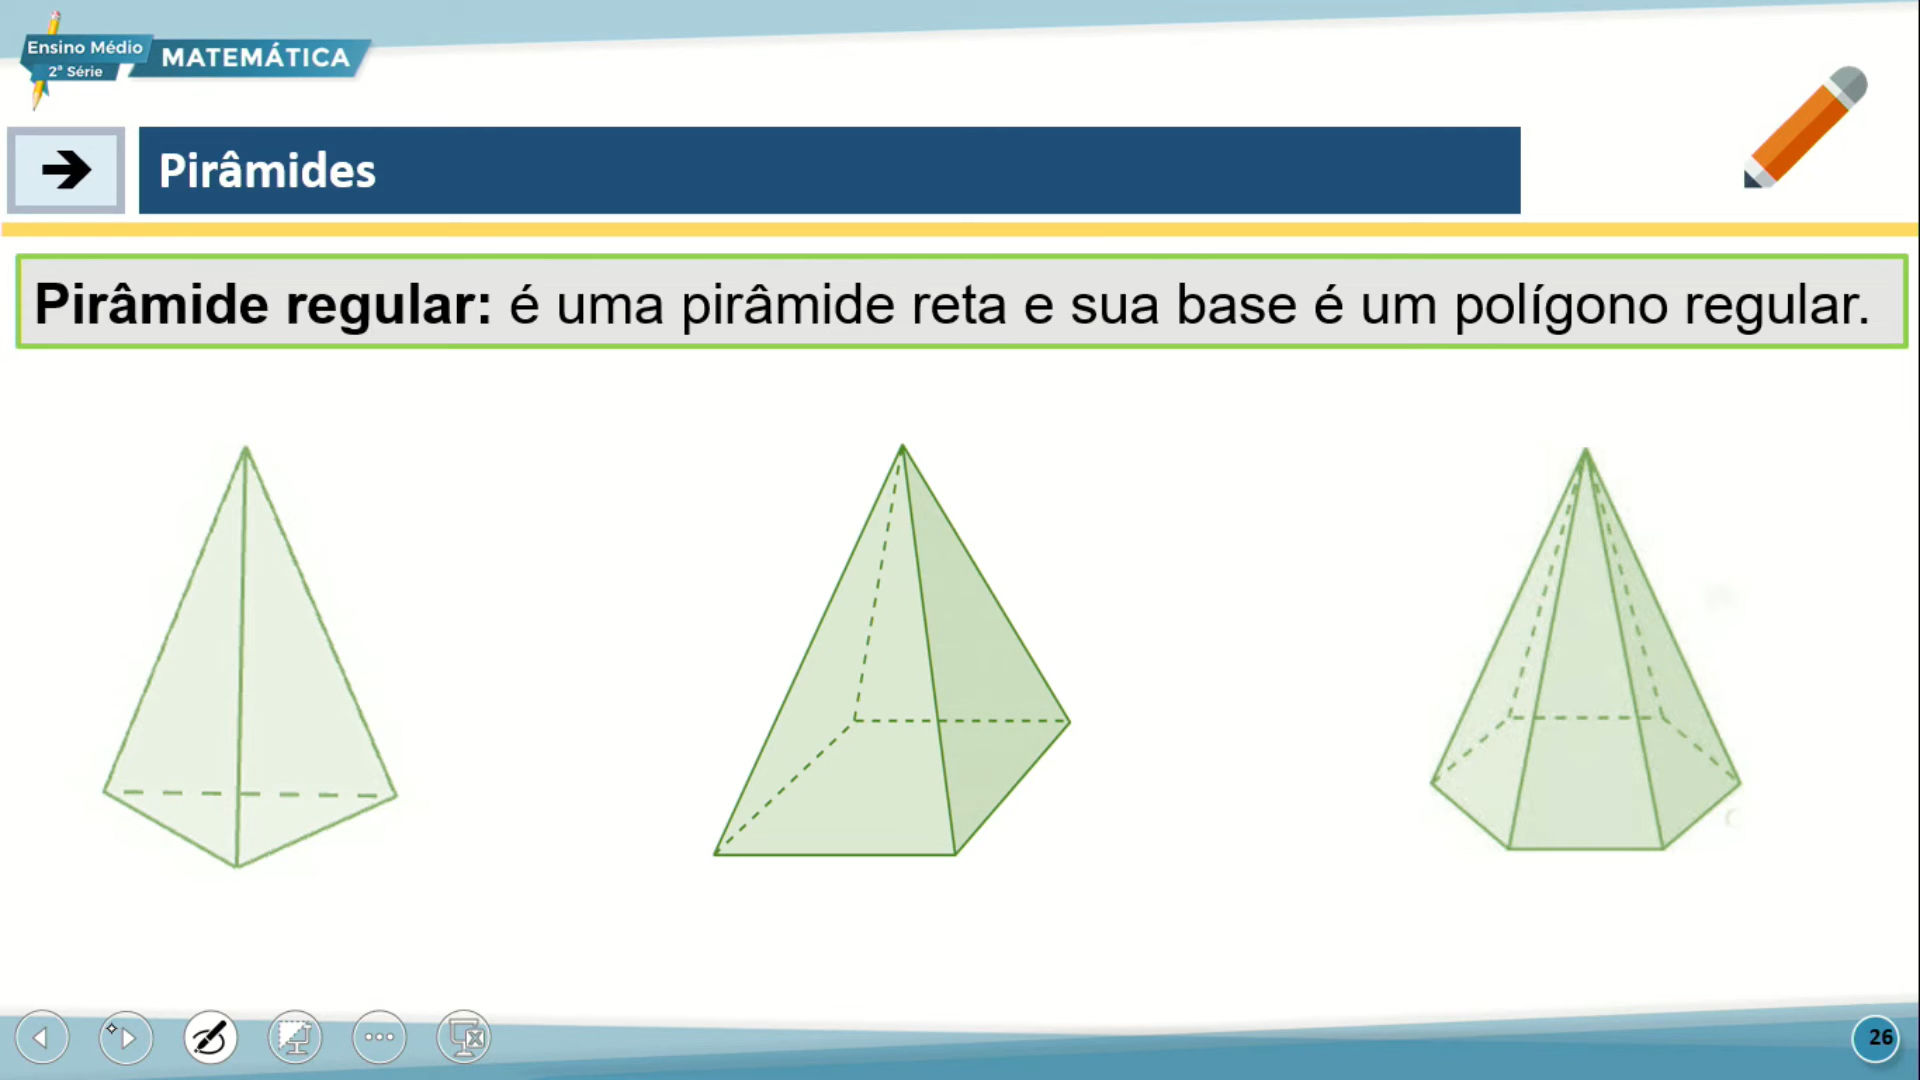 Ensino Médio
2ª Série
MATEMÁTICA
Pirâmides
Pirâmide regular: é uma pirâmide reta e sua base é um polígono regular.
26